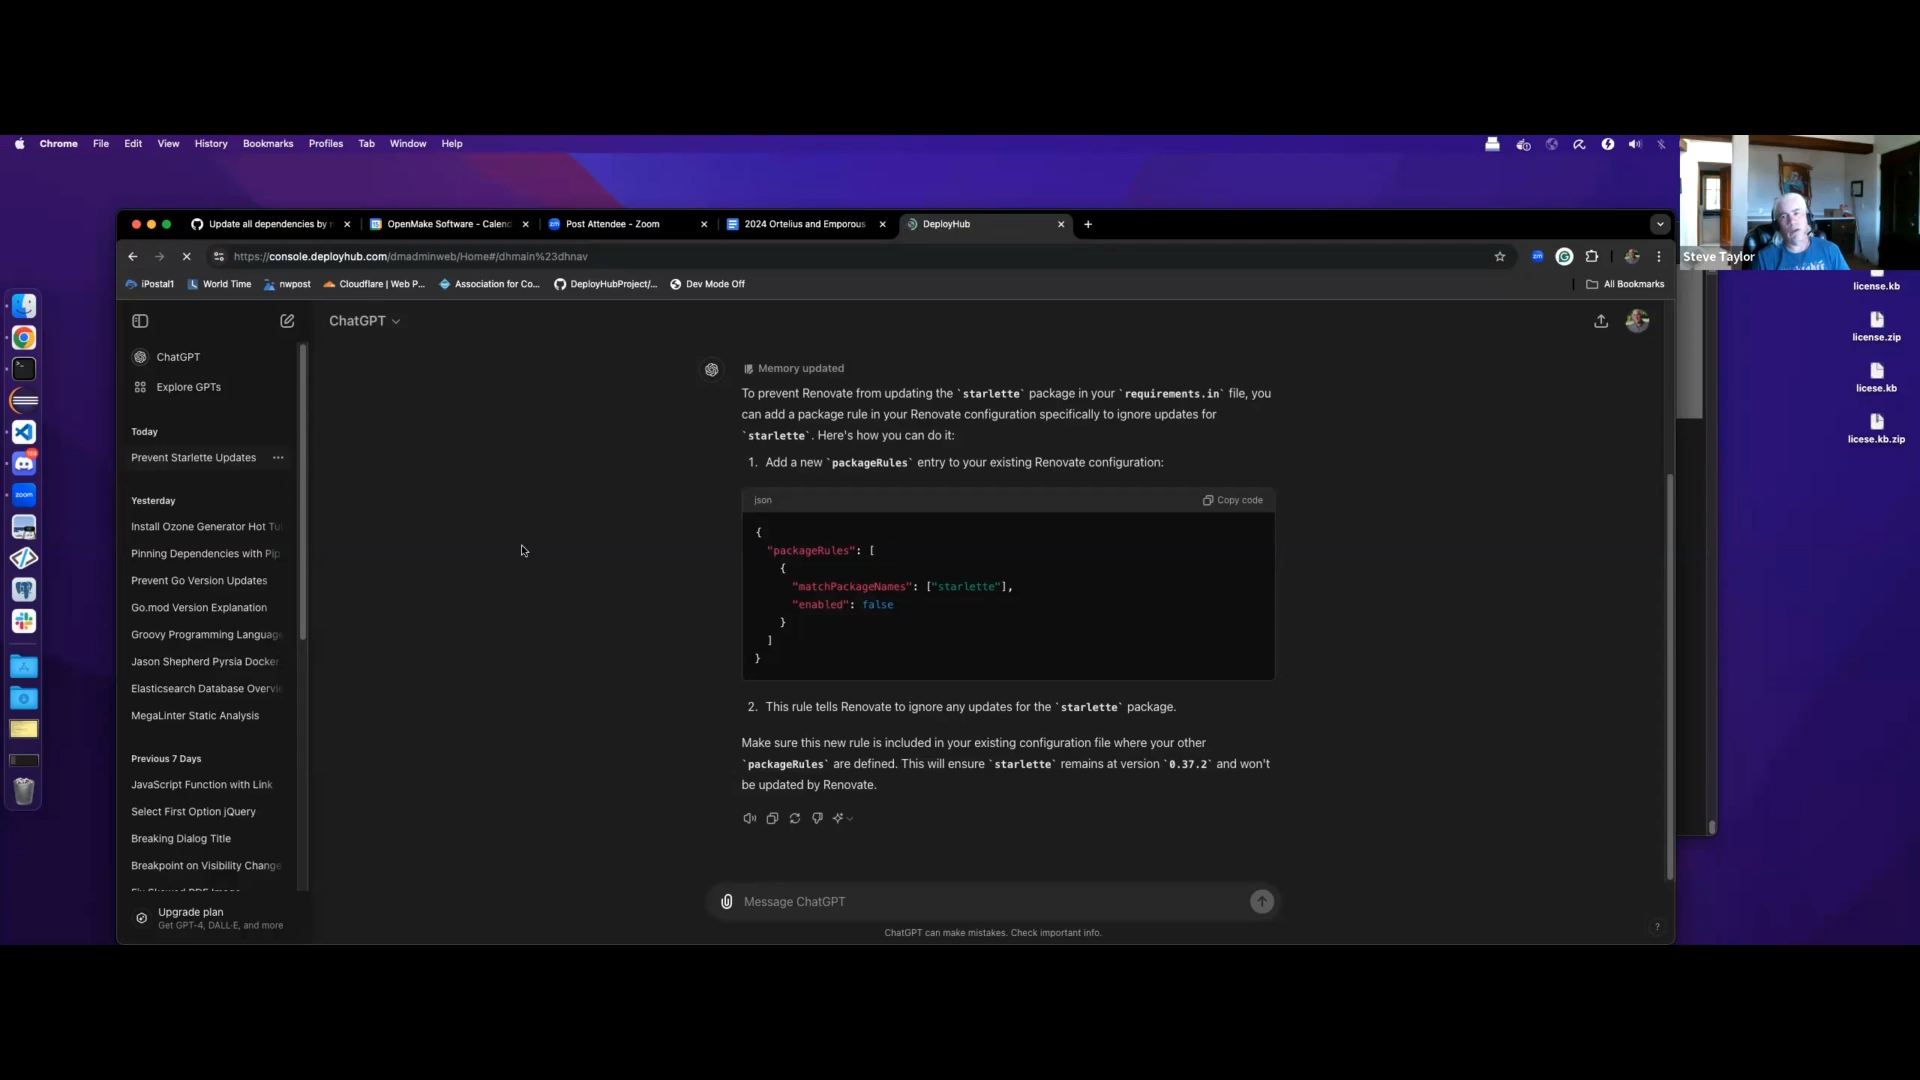 Chrome File Edit View History Bookmarks Profiles Tab Window Help
Steve Taylor
license.kb
license.zip
licese.kb
licese.kb.zip
Update all dependencies by r
OpenMake Software - Calend
Post Attendee - Zoom
2024 Ortelius and Emporous
DeployHub
https://console.deployhub.com/dmadminweb/Home#/dhmain%23dhnav
iPostal1 World Time nwpost Cloudflare | Web P... Association for Co... DeployHubProject/... Dev Mode Off All Bookmarks
ChatGPT
Explore GPTs
Today
Prevent Starlette Updates
Yesterday
Install Ozone Generator Hot Tu
Pinning Dependencies with Pip
Prevent Go Version Updates
Go.mod Version Explanation
Groovy Programming Language
Jason Shepherd Pyrsia Docker
Elasticsearch Database Overvie
MegaLinter Static Analysis
Previous 7 Days
JavaScript Function with Link
Select First Option jQuery
Breaking Dialog Title
Breakpoint on Visibility Change
Upgrade plan
Get GPT-4, DALL·E, and more
ChatGPT
Memory updated
To prevent Renovate from updating the `starlette` package in your `requirements.in` file, you
can add a package rule in your Renovate configuration specifically to ignore updates for
`starlette`. Here's how you can do it:
1. Add a new `packageRules` entry to your existing Renovate configuration:
json Copy code
{
"packageRules": [
{
"matchPackageNames": ["starlette"],
"enabled": false
}
]
}
2. This rule tells Renovate to ignore any updates for the `starlette` package.
Make sure this new rule is included in your existing configuration file where your other
`packageRules` are defined. This will ensure `starlette` remains at version `0.37.2` and won't
be updated by Renovate.
Message ChatGPT
ChatGPT can make mistakes. Check important info.
?